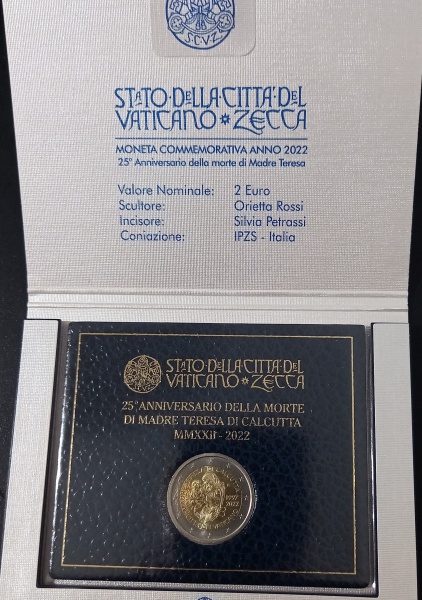 S.C.V.Z.
STATO·DELLA·CITTÀ·DEL
VATICANO ZECCA
MONETA COMMEMORATIVA ANNO 2022
25° Anniversario della morte di Madre Teresa
Valore Nominale: 2 Euro
Scultore: Orietta Rossi
Incisore: Silvia Petrassi
Coniazione: IPZS - Italia
STATO·DELLA·CITTÀ·DEL
VATICANO ZECCA
25° ANNIVERSARIO DELLA MORTE
DI MADRE TERESA DI CALCUTTA
MMXXII - 2022
1997
2022